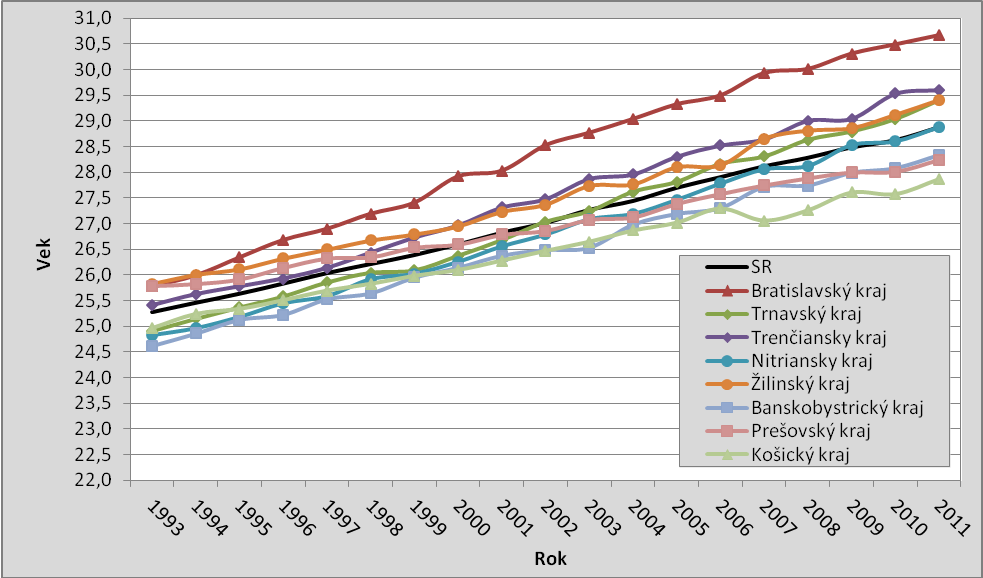 31,0
30,5
30,0
29,5
29,0
28,5
28,0
27,5
27,0
26,5
26,0
25,5
25,0
24,5
24,0
23,5
23,0
22,5
22,0
Vek
SR
Bratislavský kraj
Trnavský kraj
Trenčiansky kraj
Nitriansky kraj
Žilinský kraj
Banskobystrický kraj
Prešovský kraj
Košický kraj
1993 1994 1995 1996 1997 1998 1999 2000 2001 2002 2003 2004 2005 2006 2007 2008 2009 2010 2011
Rok